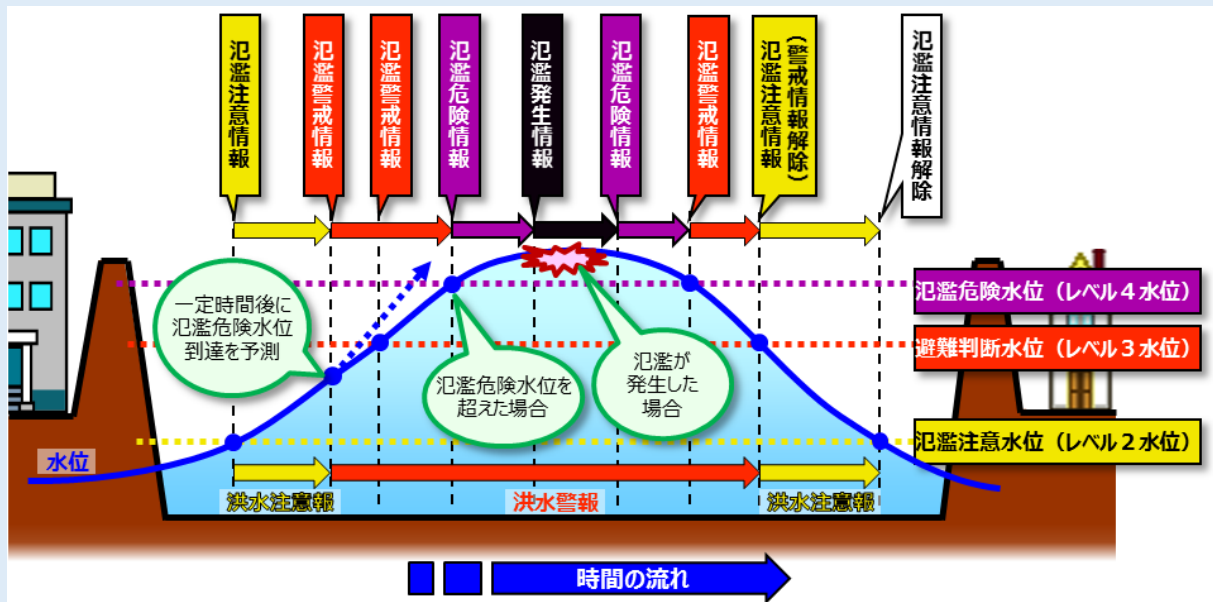 氾濫注意情報
氾濫警戒情報
氾濫警戒情報
氾濫危険情報
氾濫発生情報
氾濫危険情報
氾濫警戒情報
（警戒情報解除）
氾濫注意情報
氾濫注意情報解除
一定時間後に
氾濫危険水位
到達を予測
氾濫危険水位を
超えた場合
氾濫が
発生した
場合
氾濫危険水位（レベル４水位）
避難判断水位（レベル３水位）
氾濫注意水位（レベル２水位）
水位
洪水注意報
洪水警報
洪水注意報
時間の流れ